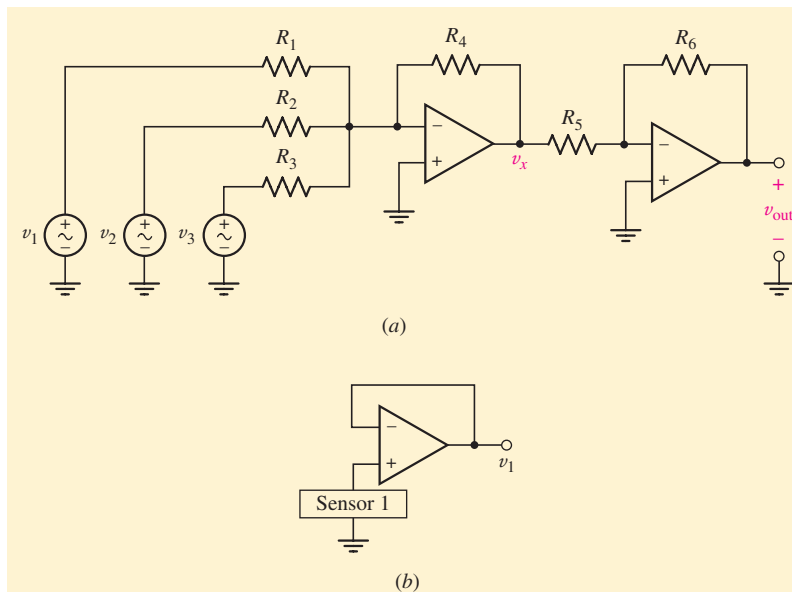 R1
R4
R6
R2
R5
R3
−
+
vx
−
+
+
vout
−
v1
+
−
v2
+
−
v3
+
−
(a)
−
+
v1
Sensor 1
(b)